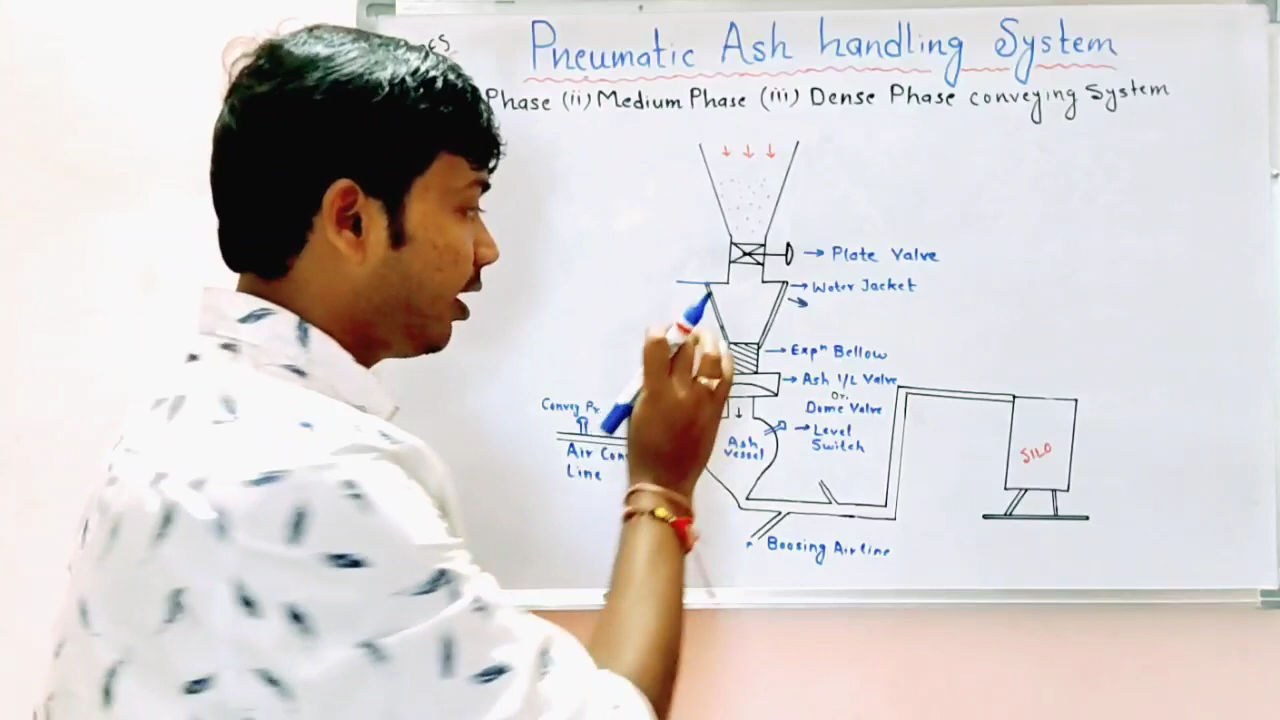 Pneumatic Ash handling System
Phase (ii) Medium Phase (iii) Dense Phase conveying System
→ Plate Valve
→ Water Jacket
→ Expⁿ Bellow
→ Ash I/L Valve
Or.
Dome Valve
→ Level
Switch
Convey Pr.
Air
Line
Ash
Vessel
SILO
Boosing Airline